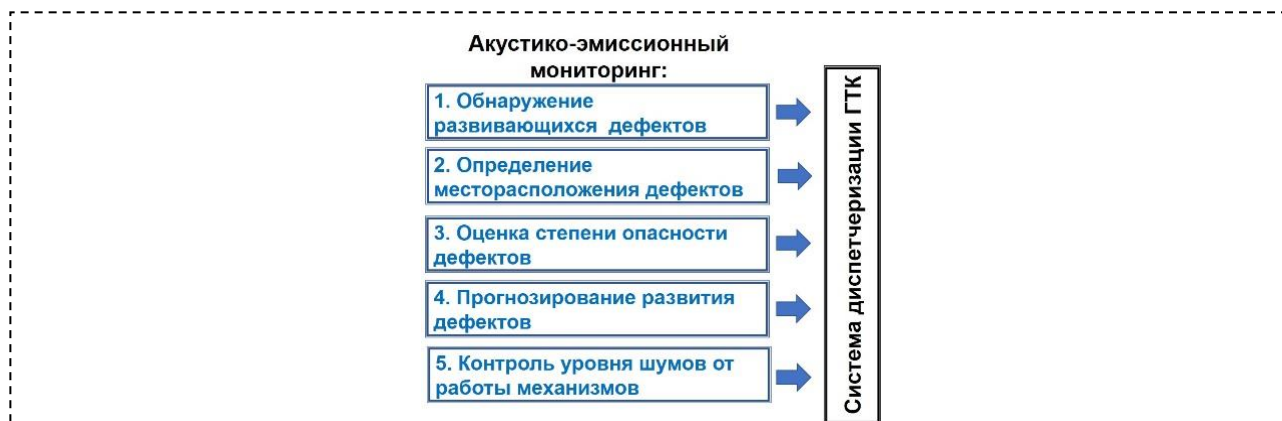 Акустико-эмиссионный
мониторинг:
1. Обнаружение
развивающихся дефектов
2. Определение
месторасположения дефектов
3. Оценка степени опасности
дефектов
4. Прогнозирование развития
дефектов
5. Контроль уровня шумов от
работы механизмов
Система диспетчеризации ГТК